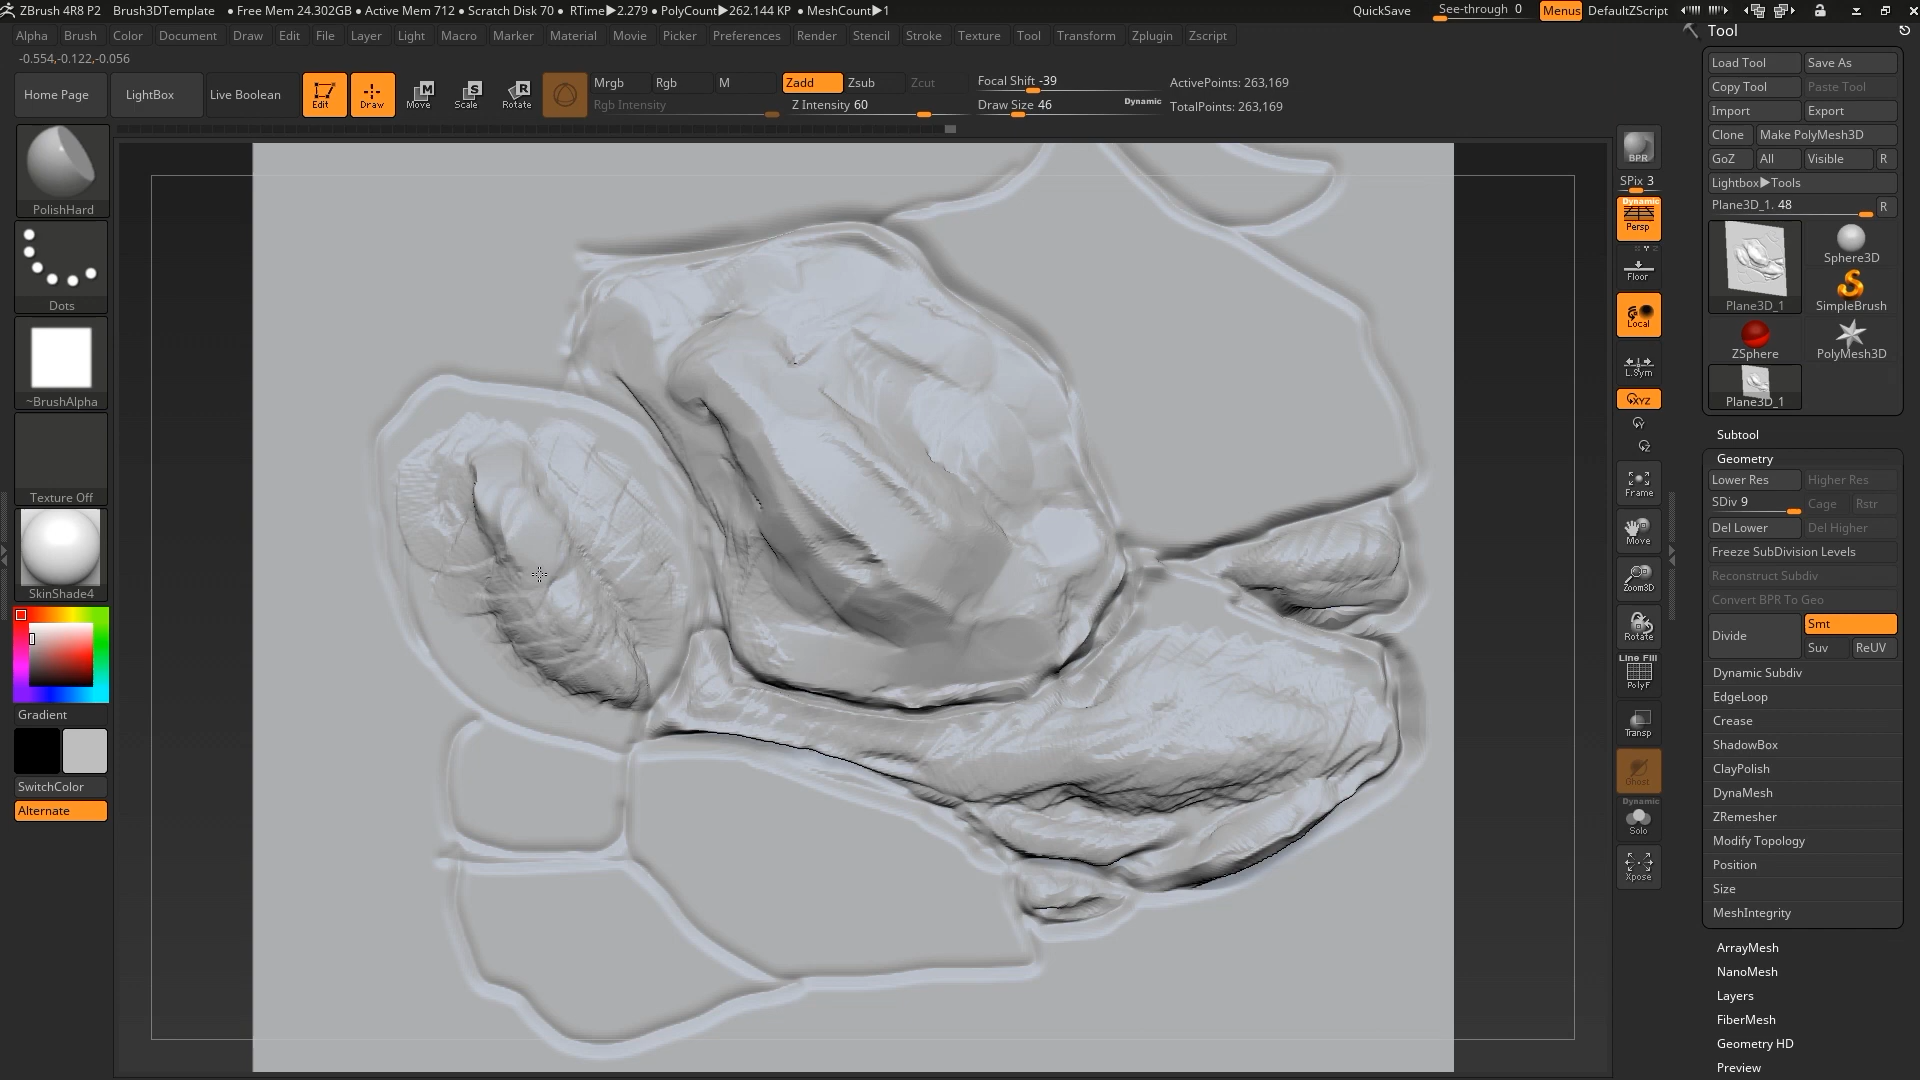 ZBrush 4R8 P2 Brush3DTemplate • Free Mem 24.302GB • Active Mem 712 • Scratch Disk 70 • RTime▶2.279 • PolyCount▶262.144 KP • MeshCount▶1 QuickSave See-through 0 Menus DefaultZScript
Alpha Brush Color Document Draw Edit File Layer Light Macro Marker Material Movie Picker Preferences Render Stencil Stroke Texture Tool Transform Zplugin Zscript
-0.554,-0.122,-0.056
Home Page LightBox Live Boolean Edit Draw Move Scale Rotate
Mrgb Rgb M
Rgb Intensity
Zadd Zsub Zcut
Z Intensity 60
Focal Shift -39
Draw Size 46 Dynamic
ActivePoints: 263,169
TotalPoints: 263,169
PolishHard
Dots
~BrushAlpha
Texture Off
SkinShade4
Gradient
SwitchColor
Alternate
BPR
SPix 3
Dynamic
Persp
Floor
Local
L.Sym
XYZ
Y
Z
Frame
Move
Zoom3D
Rotate
Line Fill
PolyF
Transp
Ghost
Dynamic
Solo
Xpose
Tool
Load Tool Save As
Copy Tool Paste Tool
Import Export
Clone Make PolyMesh3D
GoZ All Visible R
Lightbox▶Tools
Plane3D_1. 48 R
Plane3D_1 Sphere3D
SimpleBrush
ZSphere PolyMesh3D
Plane3D_1
Subtool
Geometry
Lower Res Higher Res
SDiv 9 Cage Rstr
Del Lower Del Higher
Freeze SubDivision Levels
Reconstruct Subdiv
Convert BPR To Geo
Divide Smt
Suv ReUV
Dynamic Subdiv
EdgeLoop
Crease
ShadowBox
ClayPolish
DynaMesh
ZRemesher
Modify Topology
Position
Size
MeshIntegrity
ArrayMesh
NanoMesh
Layers
FiberMesh
Geometry HD
Preview